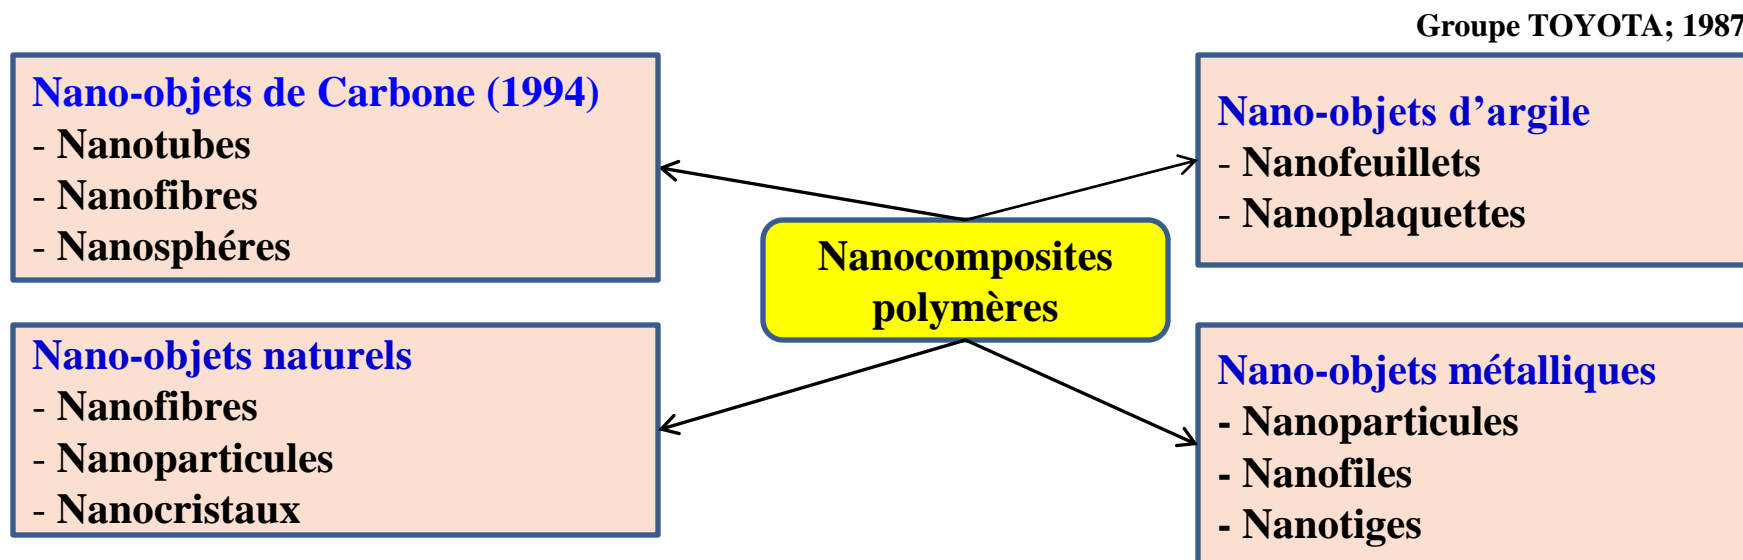 Groupe TOYOTA; 1987
Nano-objets de Carbone (1994)
- Nanotubes
- Nanofibres
- Nanosphéres
Nano-objets d’argile
- Nanofeuillets
- Nanoplaquettes
Nanocomposites
polymères
Nano-objets naturels
- Nanofibres
- Nanoparticules
- Nanocristaux
Nano-objets métalliques
- Nanoparticules
- Nanofiles
- Nanotiges